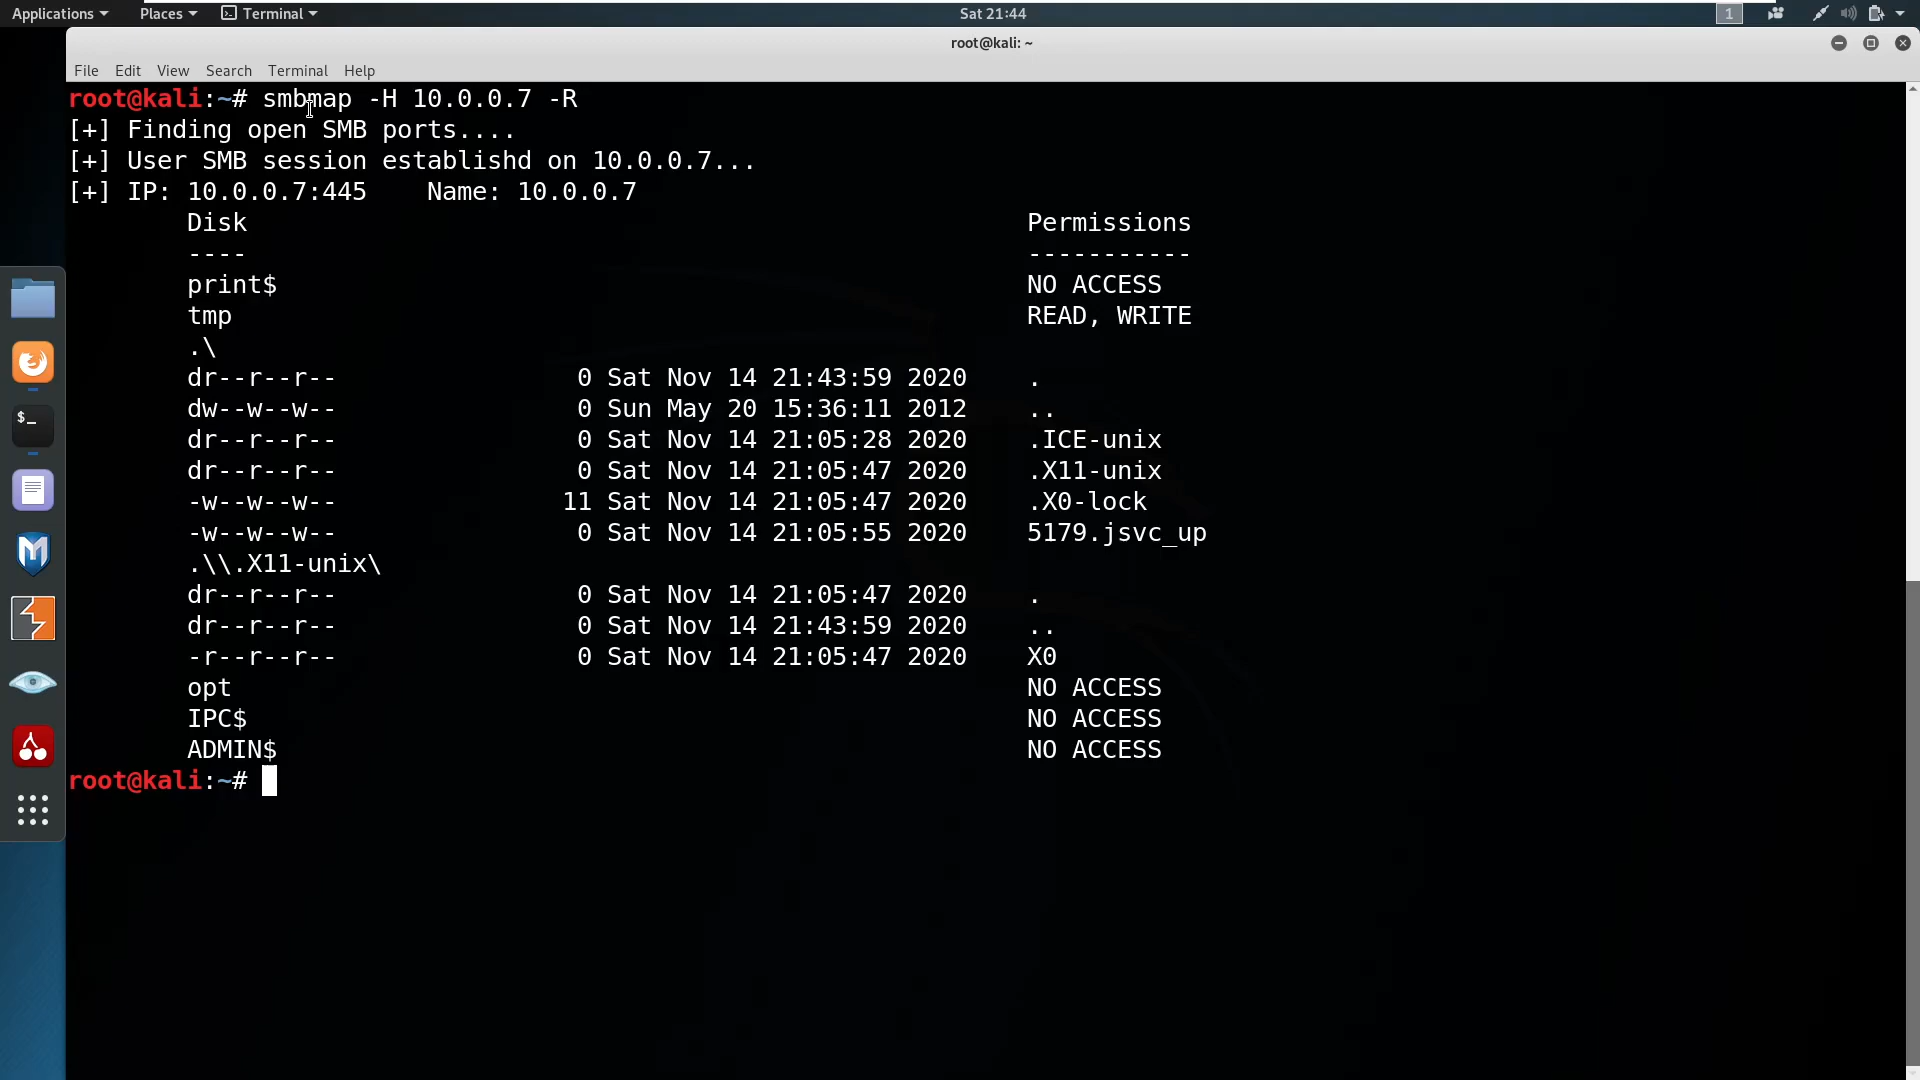 Applications Places Terminal Sat 21:44 1
root@kali: ~
File Edit View Search Terminal Help
root@kali:~# smbmap -H 10.0.0.7 -R
[+] Finding open SMB ports....
[+] User SMB session establishd on 10.0.0.7...
[+] IP: 10.0.0.7:445    Name: 10.0.0.7
        Disk                                                    Permissions
        ----                                                    -----------
        print$                                                  NO ACCESS
        tmp                                                     READ, WRITE
        .\
        dr--r--r--                0 Sat Nov 14 21:43:59 2020    .
        dw--w--w--                0 Sun May 20 15:36:11 2012    ..
        dr--r--r--                0 Sat Nov 14 21:05:28 2020    .ICE-unix
        dr--r--r--                0 Sat Nov 14 21:05:47 2020    .X11-unix
        -w--w--w--               11 Sat Nov 14 21:05:47 2020    .X0-lock
        -w--w--w--                0 Sat Nov 14 21:05:55 2020    5179.jsvc_up
        .\\.X11-unix\
        dr--r--r--                0 Sat Nov 14 21:05:47 2020    .
        dr--r--r--                0 Sat Nov 14 21:43:59 2020    ..
        -r--r--r--                0 Sat Nov 14 21:05:47 2020    X0
        opt                                                     NO ACCESS
        IPC$                                                    NO ACCESS
        ADMIN$                                                  NO ACCESS
root@kali:~#